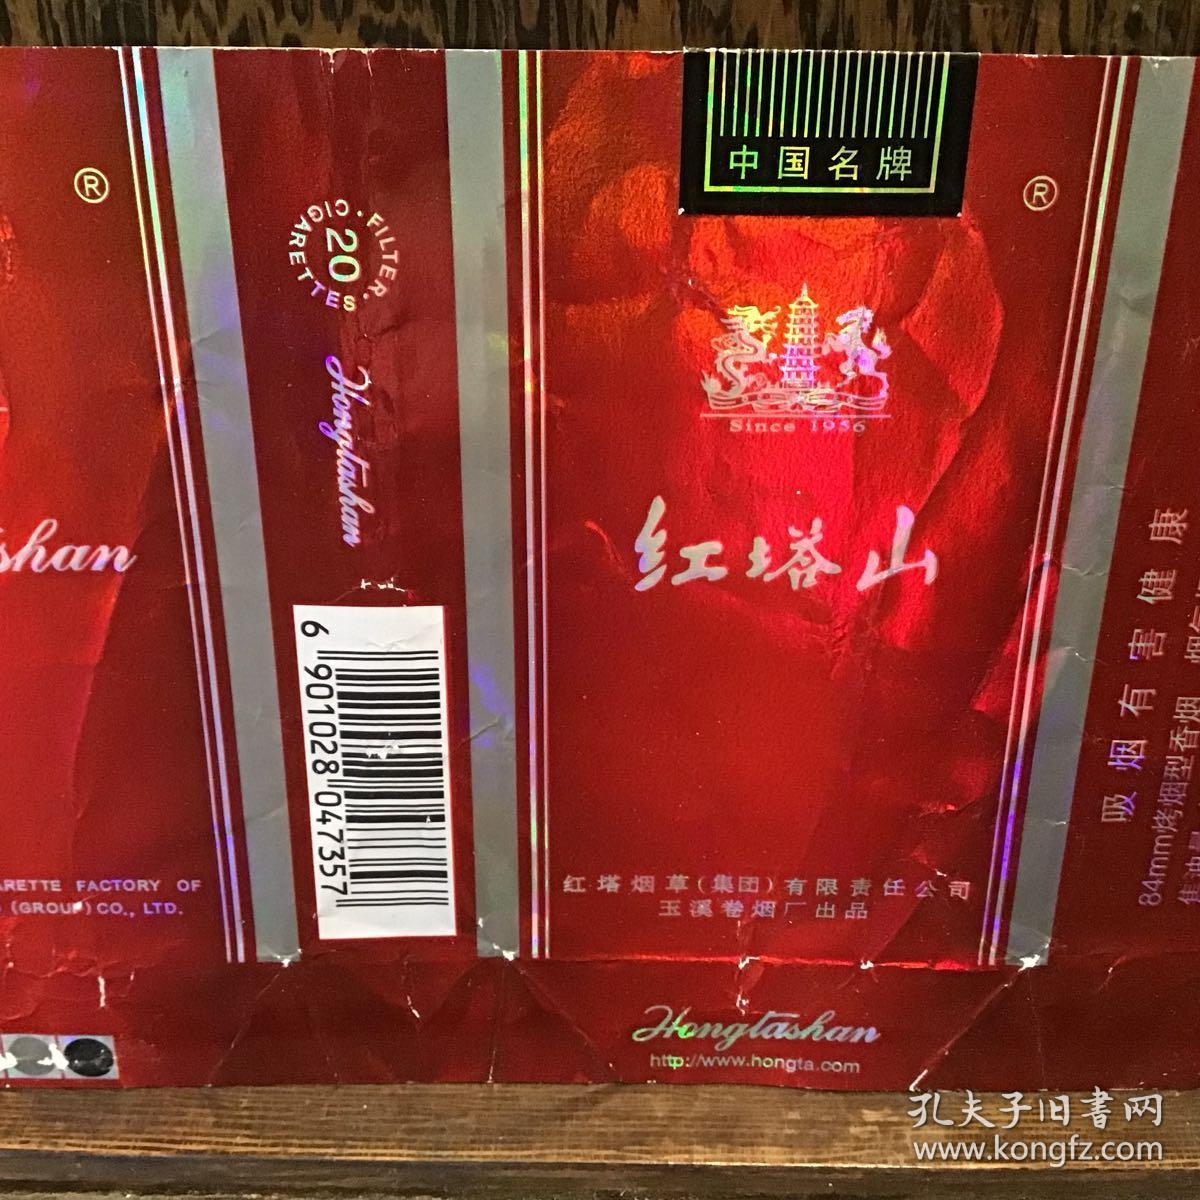 ®
shan
ARETTE FACTORY OF
(GROUP) CO., LTD.
FILTER
20
CIGARETTES
Hongtashan
6 901028 047357
中国名牌
®
Since 1956
红塔山
红塔烟草(集团)有限责任公司
玉溪卷烟厂出品
Hongtashan
http://www.hongta.com
吸烟有害健康
84mm烤烟型香烟
孔夫子旧書网
www.kongfz.com